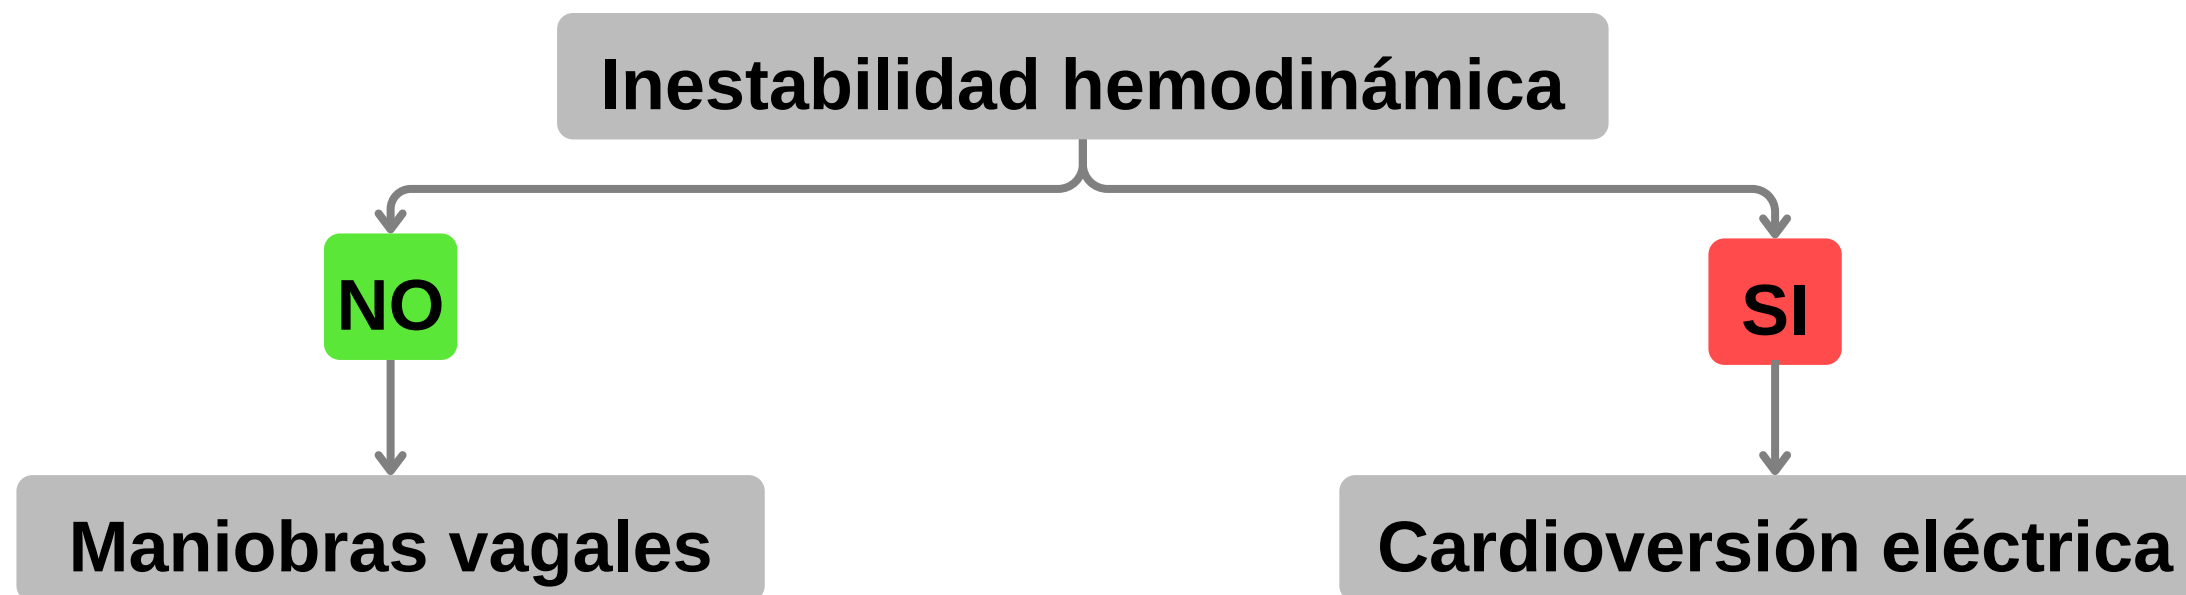 Inestabilidad hemodinámica
NO
SI
Maniobras vagales
Cardioversión eléctrica